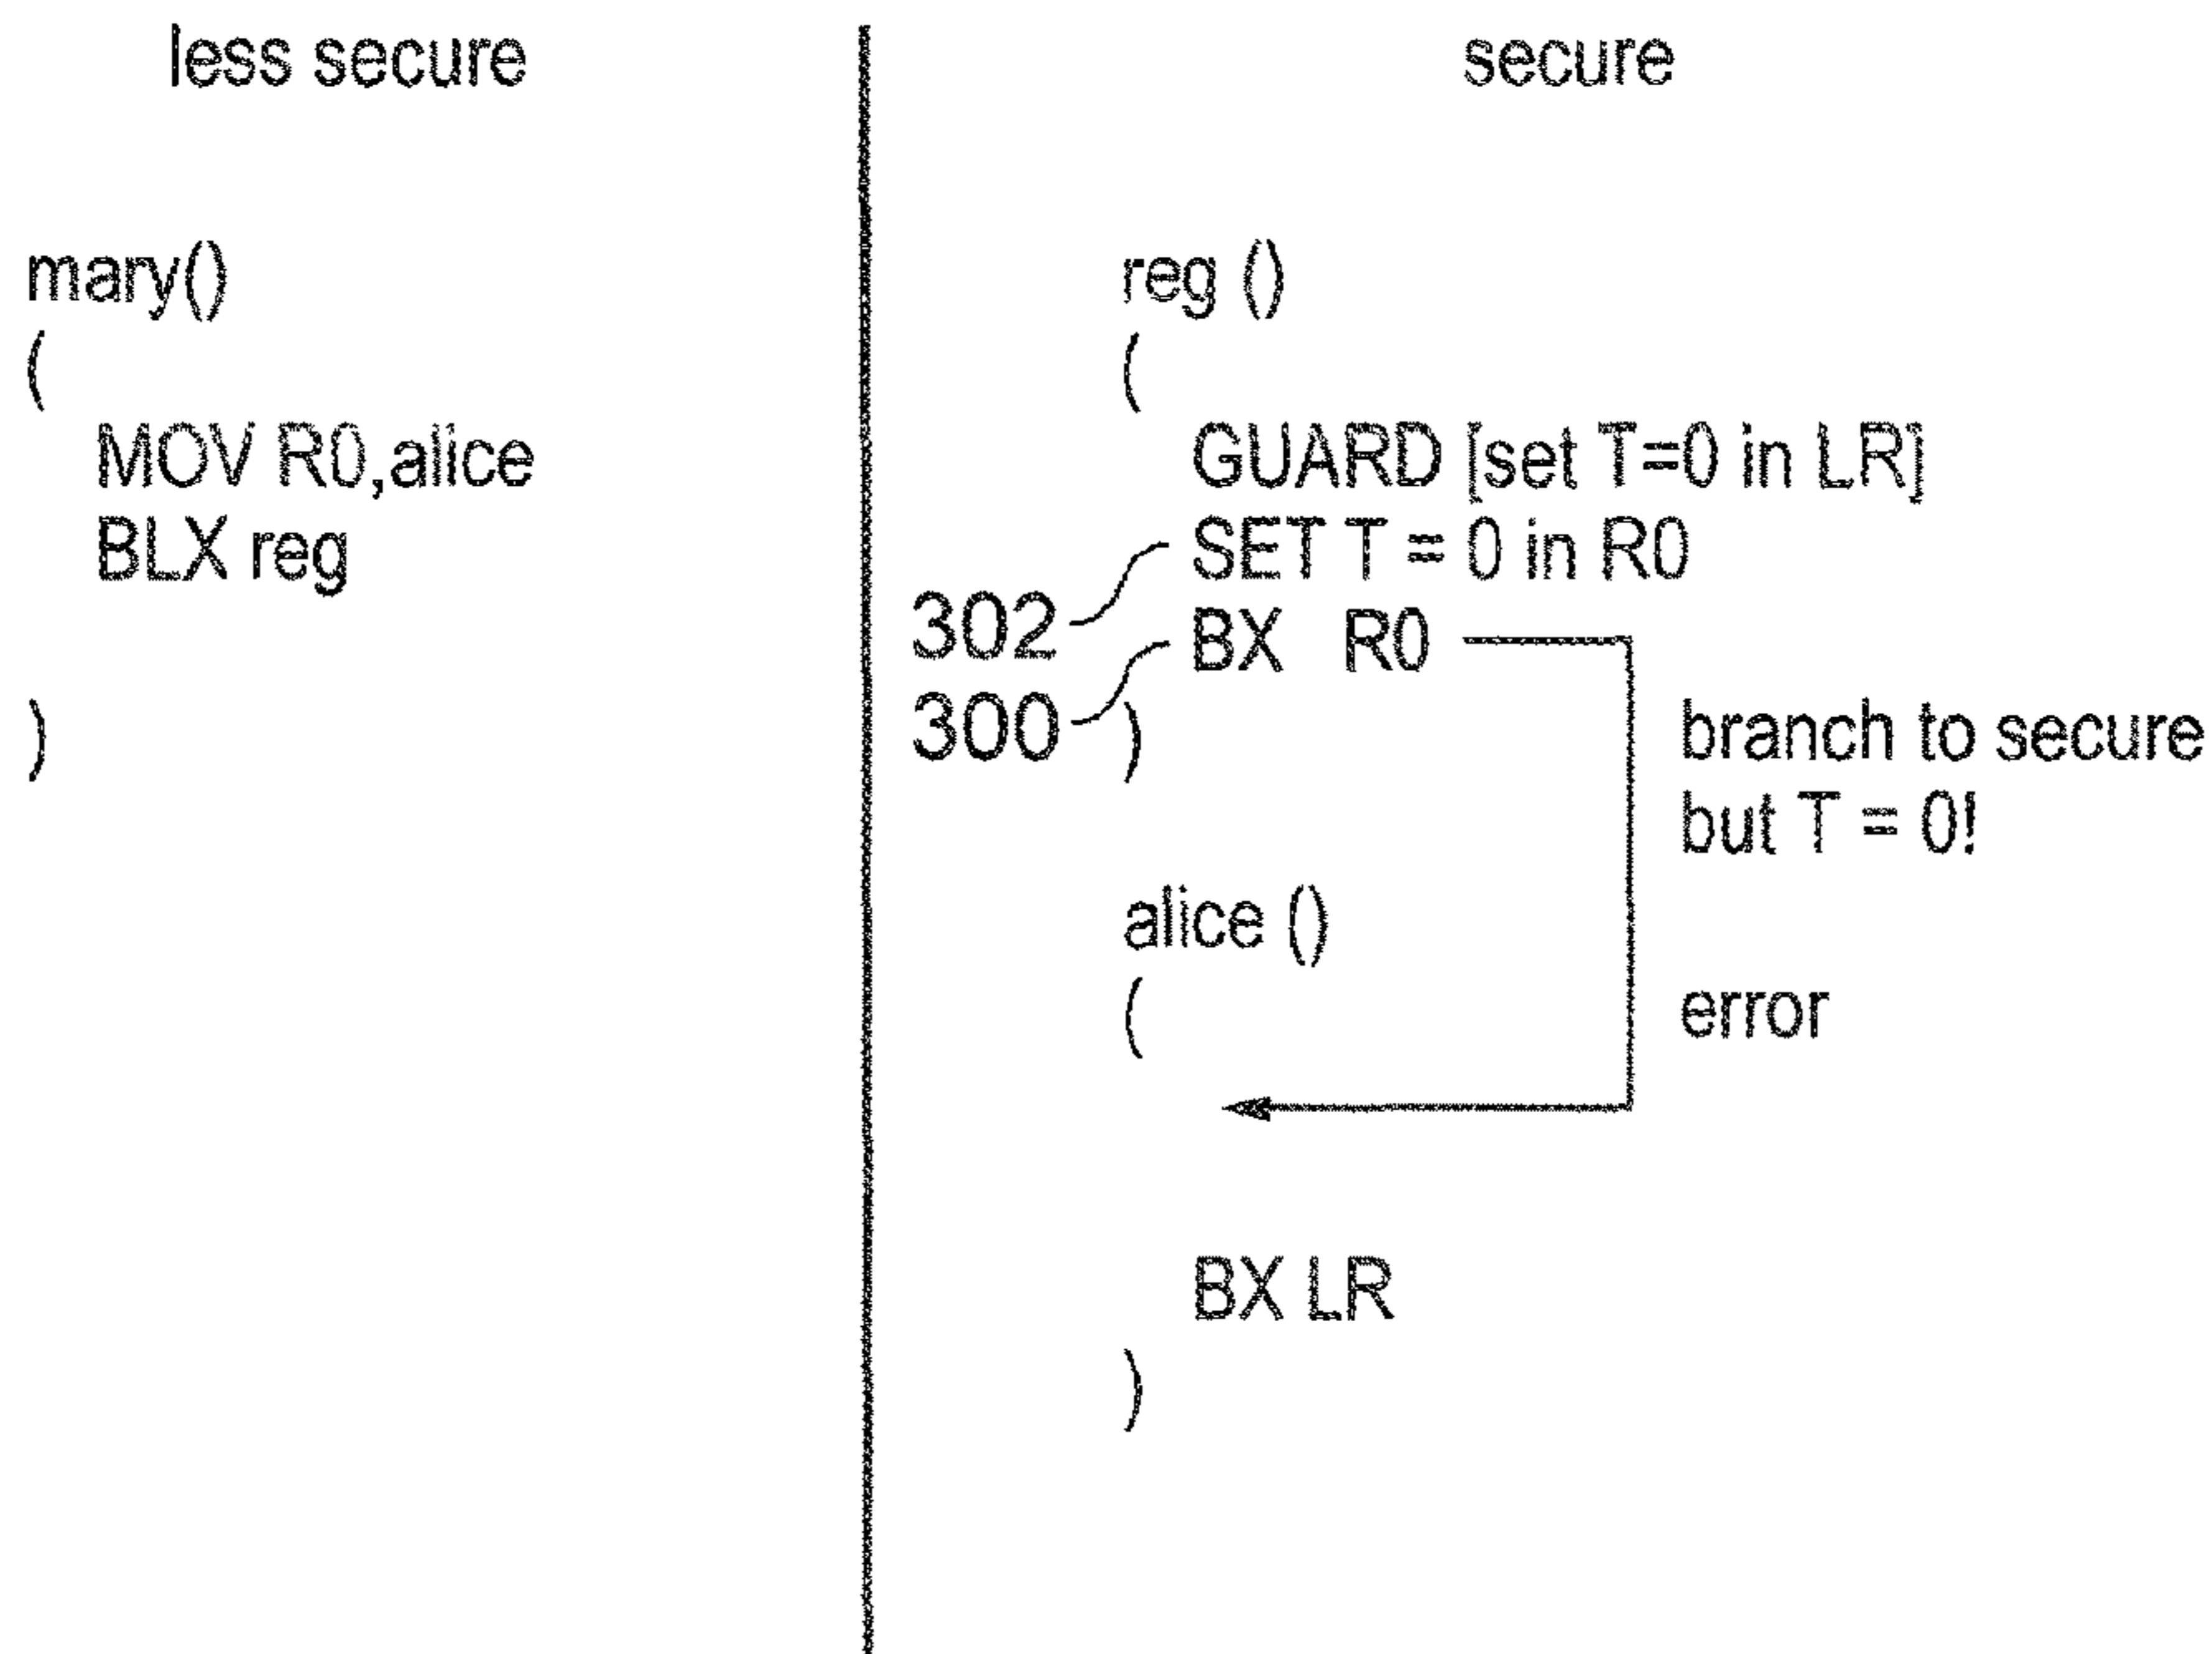 less secure
mary()
(
MOV R0,alice
BLX reg
)
secure
reg ()
(
GUARD [set T=0 in LR]
302 SET T = 0 in R0
300 BX R0
)
branch to secure
but T = 0!
error
alice ()
(
BX LR
)